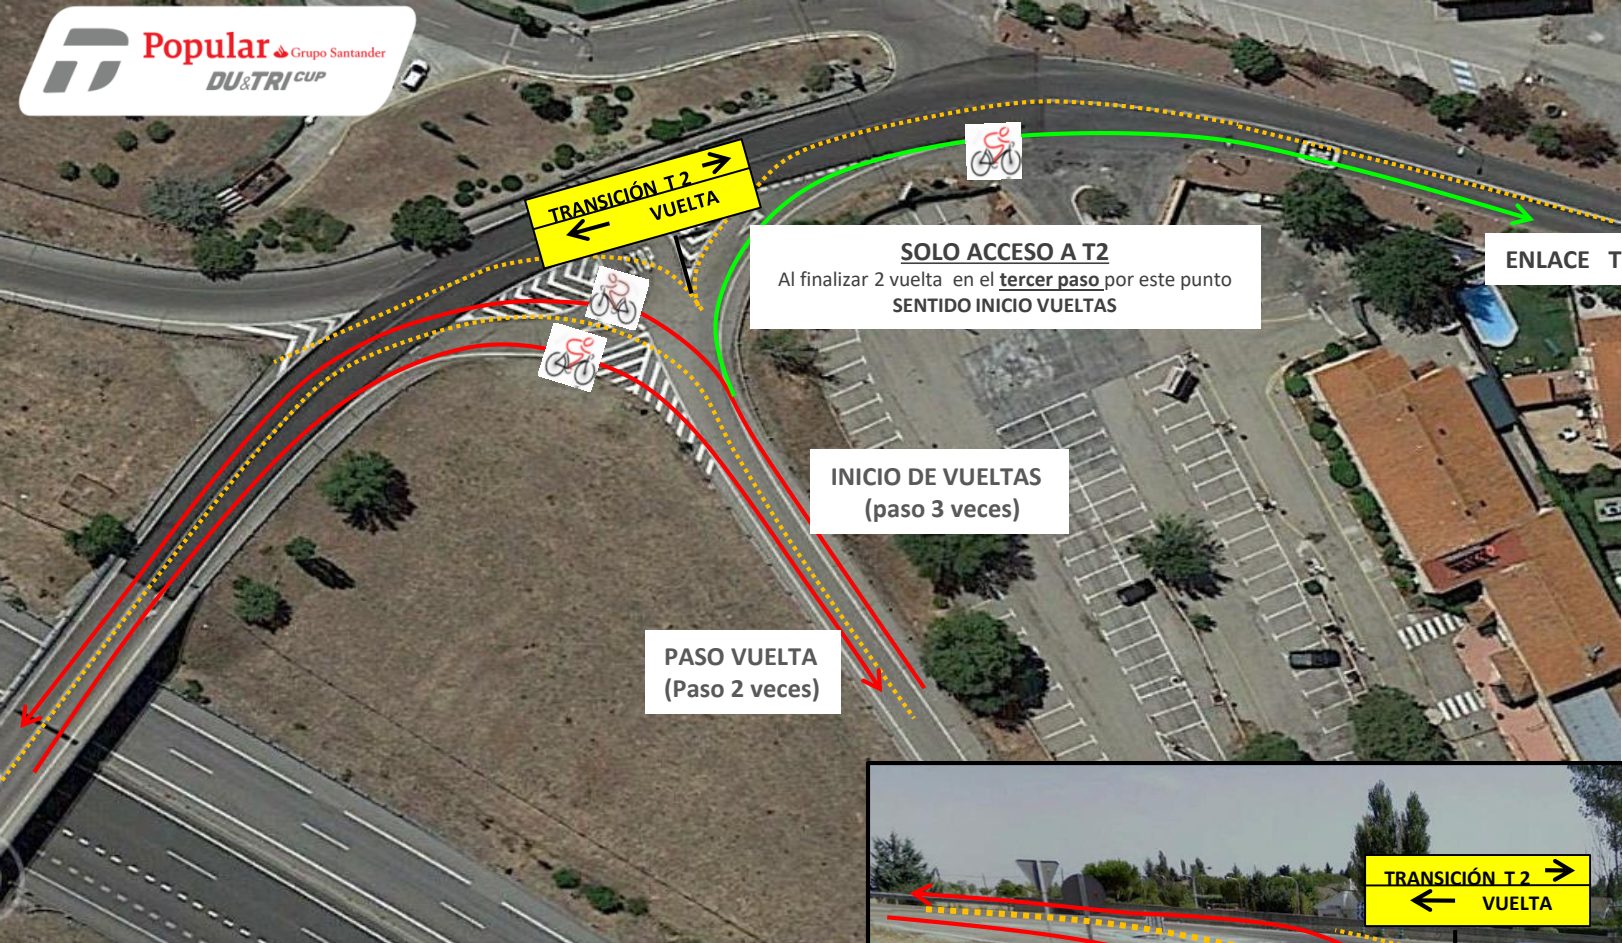 Popular Grupo Santander
DU&TRI CUP
TRANSICIÓN T 2
VUELTA
SOLO ACCESO A T2
Al finalizar 2 vuelta en el tercer paso por este punto
SENTIDO INICIO VUELTAS
ENLACE T
INICIO DE VUELTAS
(paso 3 veces)
PASO VUELTA
(Paso 2 veces)
TRANSICIÓN T 2
VUELTA